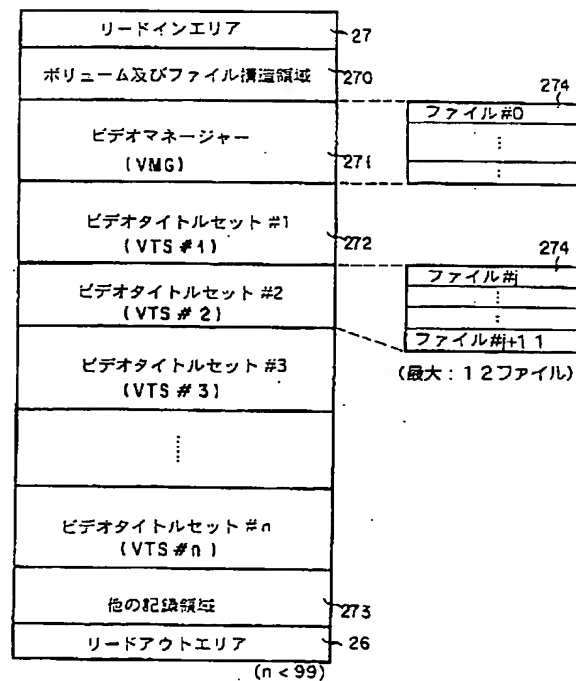 リードインエリア
27
ボリューム及びファイル構造領域
270
ビデオマネージャー
(VMG)
271
274
ファイル#0
⋮
⋮
ビデオタイトルセット #1
(VTS #1)
272
274
ファイル#j
⋮
⋮
ファイル#j+11
(最大:12ファイル)
ビデオタイトルセット #2
(VTS #2)
ビデオタイトルセット #3
(VTS #3)
⋮
ビデオタイトルセット #n
(VTS #n)
他の記録領域
273
リードアウトエリア
26
(n<99)